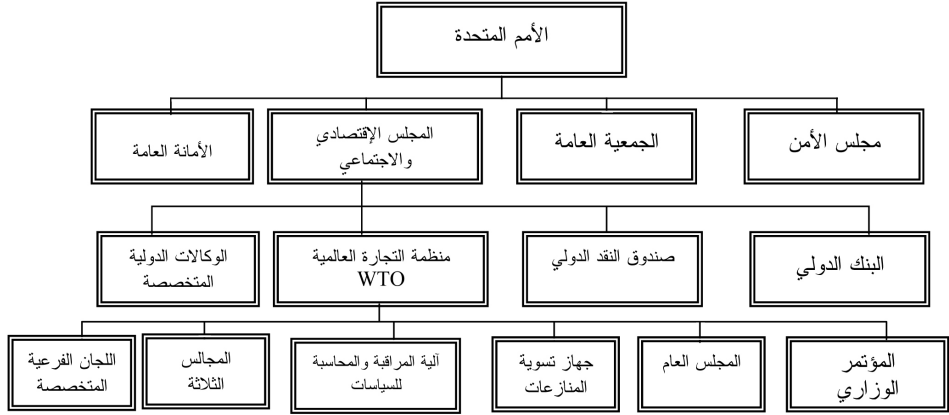 الأمم المتحدة
مجلس الأمن
الجمعية العامة
المجلس الإقتصادي
والاجتماعي
الأمانة العامة
البنك الدولي
صندوق النقد الدولي
منظمة التجارة العالمية
WTO
الوكالات الدولية
المتخصصة
المؤتمر
الوزاري
المجلس العام
جهاز تسوية
المنازعات
آلية المراقبة والمحاسبة
للسياسات
المجالس
الثلاثة
اللجان الفرعية
المتخصصة